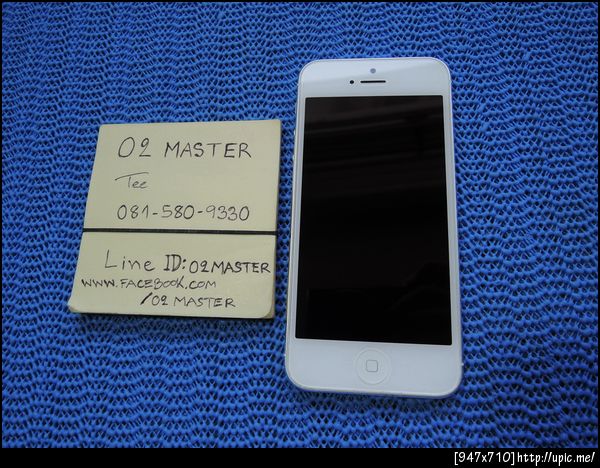 O2 MASTER
Tee
081-580-9330
Line ID: O2MASTER
WWW.FACEBOOK.COM
/O2 MASTER
[947x710]http://upic.me/